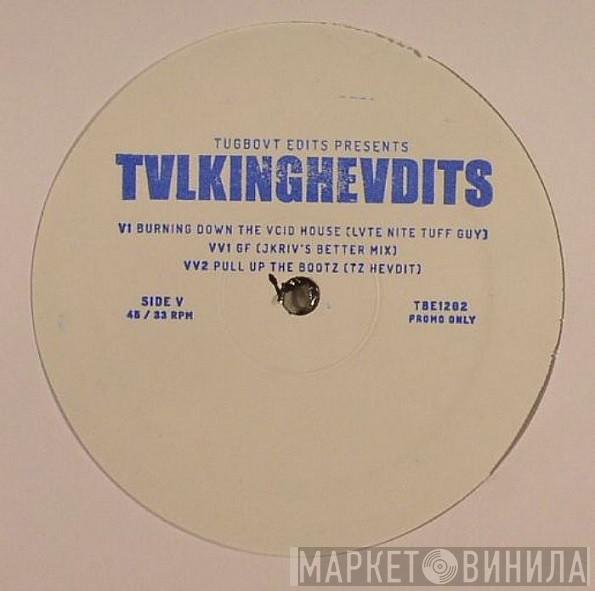 TUGBOVT EDITS PRESENTS
TVLKINGHEVDITS
V1 BURNING DOWN THE VCID HOUSE (LVTE NITE TUFF GUY)
VV1 GF (JKRIV'S BETTER MIX)
VV2 PULL UP THE BOOTZ (TZ HEVDIT)
SIDE V
45 / 33 RPM
TBE1202
PROMO ONLY
МАРКЕТ ВИНИЛА